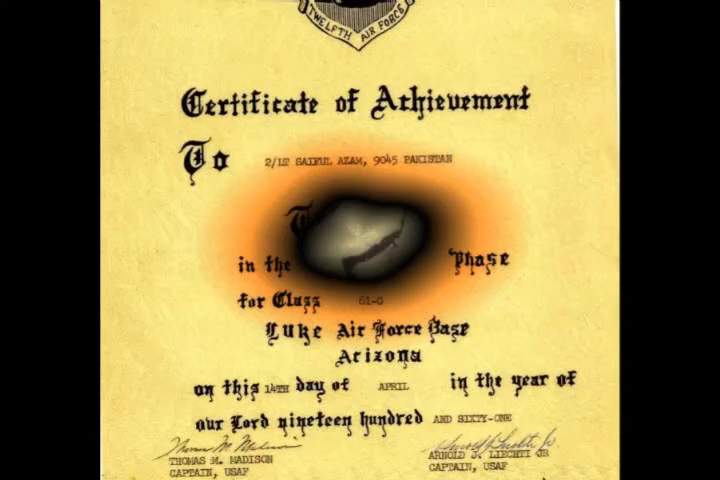 TWELFTH AIR FORCE
Certificate of Achievement
To 2/LT SAIFUL AZAM, 9045 PAKISTAN
in the Phase
for Class 61-G
Luke Air Force Base
Arizona
on this 14TH day of APRIL in the year of
our Lord nineteen hundred AND SIXTY-ONE
THOMAS M. MADISON ARNOLD J. LIECHTI JR
CAPTAIN, USAF CAPTAIN, USAF